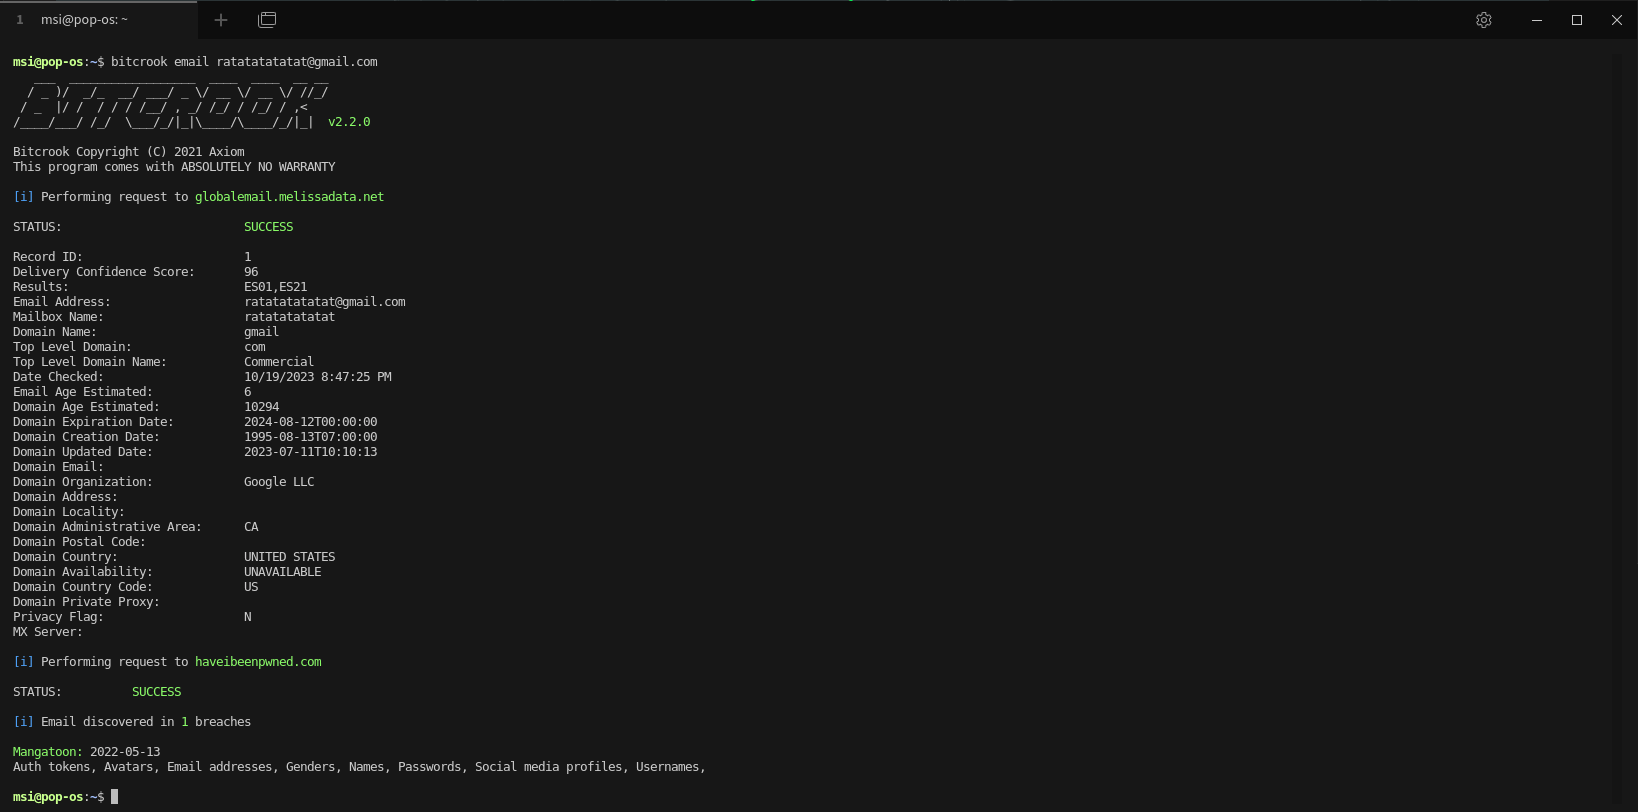 1 msi@pop-os: ~
msi@pop-os:~$ bitcrook email ratatatatatat@gmail.com
v2.2.0
Bitcrook Copyright (C) 2021 Axiom
This program comes with ABSOLUTELY NO WARRANTY
[i] Performing request to globalemail.melissadata.net
STATUS: SUCCESS
Record ID: 1
Delivery Confidence Score: 96
Results: ES01,ES21
Email Address: ratatatatatat@gmail.com
Mailbox Name: ratatatatatat
Domain Name: gmail
Top Level Domain: com
Top Level Domain Name: Commercial
Date Checked: 10/19/2023 8:47:25 PM
Email Age Estimated: 6
Domain Age Estimated: 10294
Domain Expiration Date: 2024-08-12T00:00:00
Domain Creation Date: 1995-08-13T07:00:00
Domain Updated Date: 2023-07-11T10:10:13
Domain Email:
Domain Organization: Google LLC
Domain Address:
Domain Locality:
Domain Administrative Area: CA
Domain Postal Code:
Domain Country: UNITED STATES
Domain Availability: UNAVAILABLE
Domain Country Code: US
Domain Private Proxy:
Privacy Flag: N
MX Server:
[i] Performing request to haveibeenpwned.com
STATUS: SUCCESS
[i] Email discovered in 1 breaches
Mangatoon: 2022-05-13
Auth tokens, Avatars, Email addresses, Genders, Names, Passwords, Social media profiles, Usernames,
msi@pop-os:~$